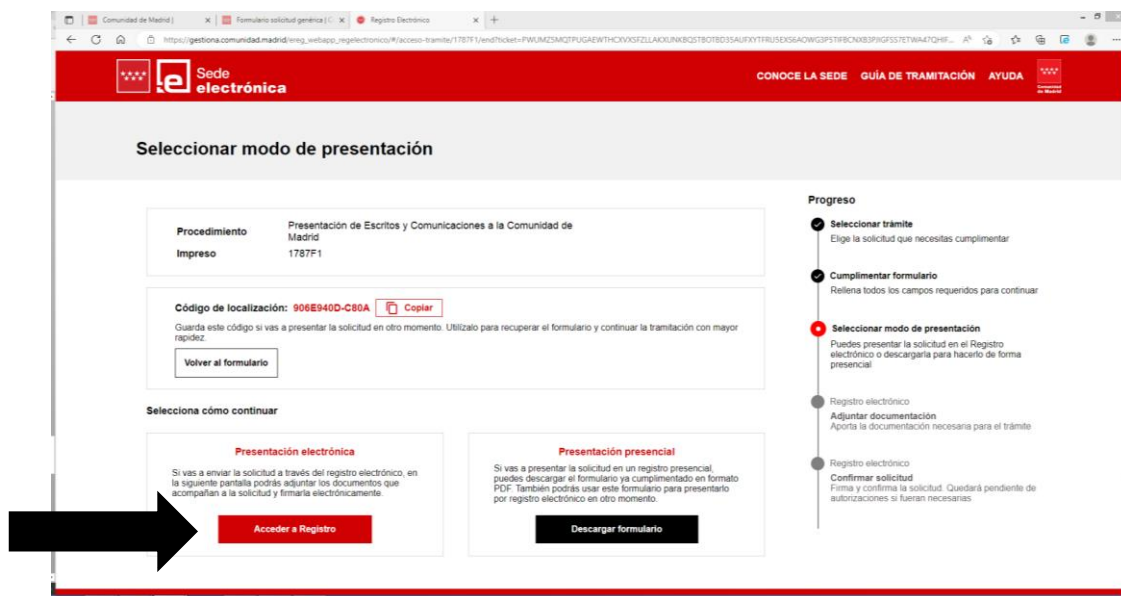 Comunidad de Madrid |
Formulario solicitud genérica | C
Registro Electrónico
Sede
electrónica
CONOCE LA SEDE GUÍA DE TRAMITACIÓN AYUDA
Comunidad
de Madrid
Seleccionar modo de presentación
Procedimiento Presentación de Escritos y Comunicaciones a la Comunidad de
Madrid
Impreso 1787F1
Código de localización: 906E940D-C80A Copiar
Guarda este código si vas a presentar la solicitud en otro momento. Utilízalo para recuperar el formulario y continuar la tramitación con mayor
rapidez.
Volver al formulario
Selecciona cómo continuar
Presentación electrónica
Si vas a enviar la solicitud a través del registro electrónico, en
la siguiente pantalla podrás adjuntar los documentos que
acompañan a la solicitud y firmarla electrónicamente.
Acceder a Registro
Presentación presencial
Si vas a presentar la solicitud en un registro presencial,
puedes descargar el formulario ya cumplimentado en formato
PDF. También podrás usar este formulario para presentarlo
por registro electrónico en otro momento.
Descargar formulario
Progreso
Seleccionar trámite
Elige la solicitud que necesitas cumplimentar
Cumplimentar formulario
Rellena todos los campos requeridos para continuar
Seleccionar modo de presentación
Puedes presentar la solicitud en el Registro
electrónico o descargarla para hacerlo de forma
presencial
Registro electrónico
Adjuntar documentación
Aporta la documentación necesaria para el trámite
Registro electrónico
Confirmar solicitud
Firma y confirma la solicitud. Quedará pendiente de
autorizaciones si fueran necesarias